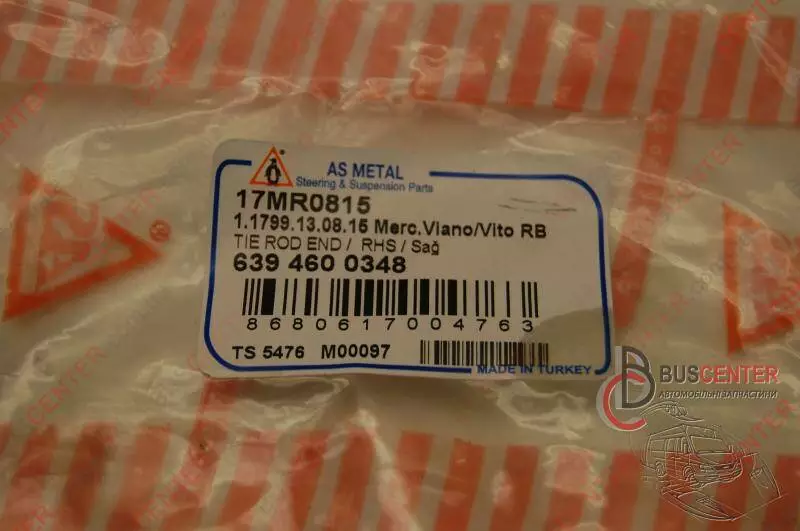 AS METAL
Steering & Suspension Parts
17MR0815
1.1799.13.08.15 Merc.Viano/Vito RB
TIE ROD END / RHS / Sağ
639 460 0348
8680617004763
TS 5476 M00097
MADE IN TURKEY
BUSCENTER
АВТОМОБІЛЬНІ ЗАПЧАСТИНИ